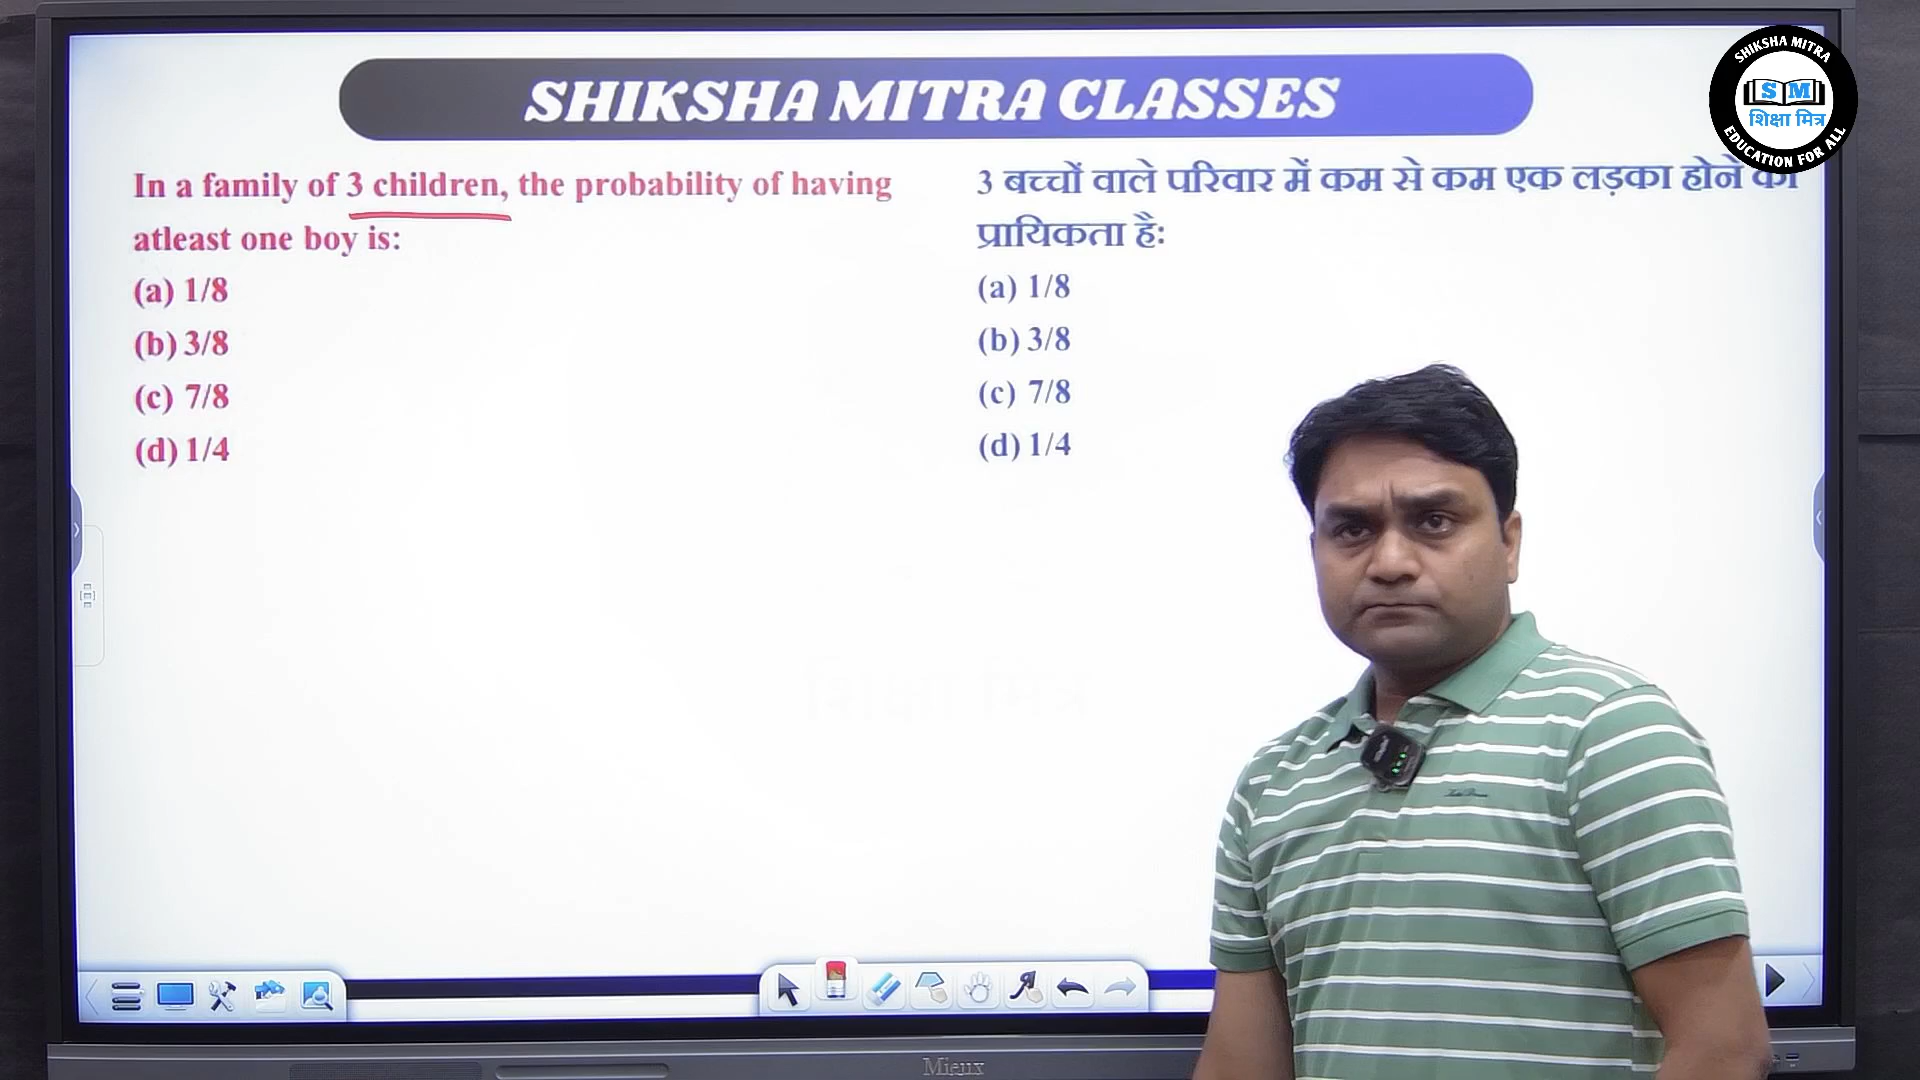 SHIKSHA MITRA CLASSES
SHIKSHA MITRA
S M
शिक्षा मित्र
EDUCATION FOR ALL
In a family of 3 children, the probability of having
atleast one boy is:
(a) 1/8
(b) 3/8
(c) 7/8
(d) 1/4
3 बच्चों वाले परिवार में कम से कम एक लड़का होने की
प्रायिकता है:
(a) 1/8
(b) 3/8
(c) 7/8
(d) 1/4
शिक्षा मित्र
Mieux